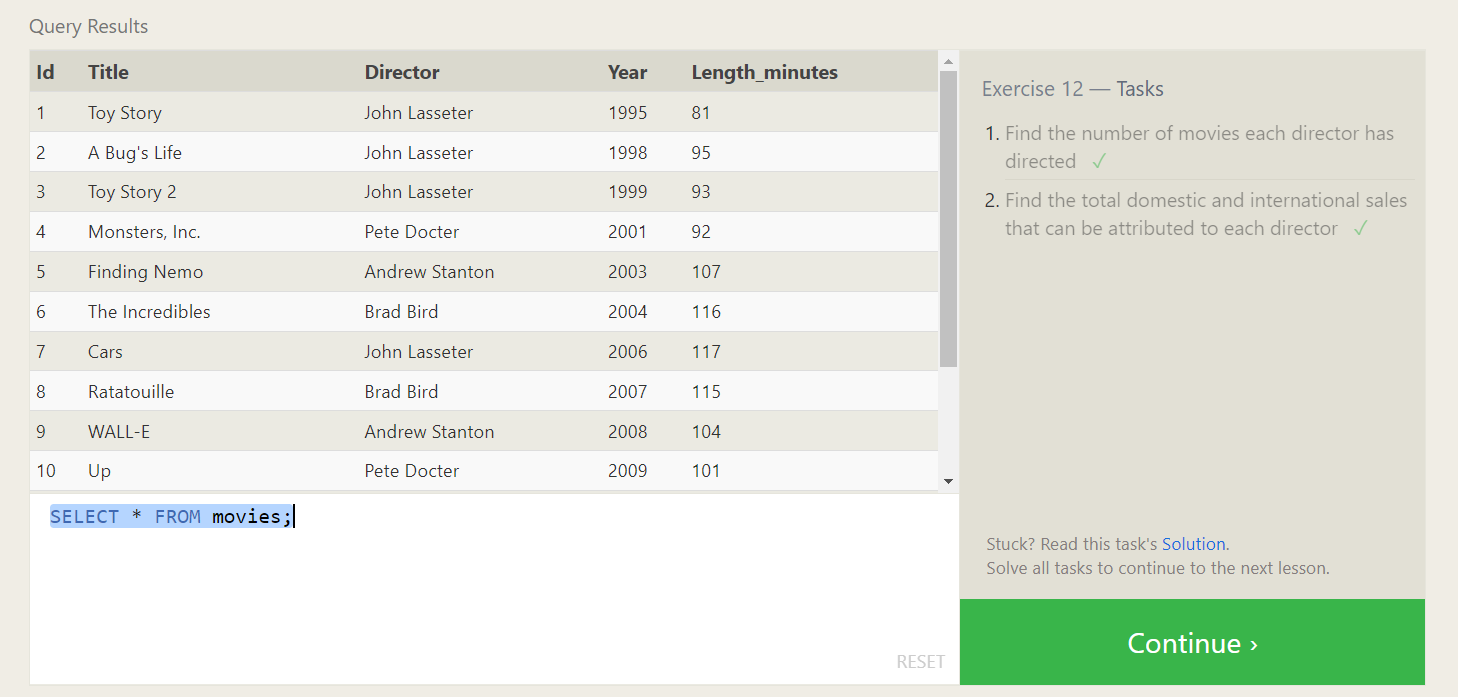 Query Results
Id Title Director Year Length_minutes
1 Toy Story John Lasseter 1995 81
2 A Bug's Life John Lasseter 1998 95
3 Toy Story 2 John Lasseter 1999 93
4 Monsters, Inc. Pete Docter 2001 92
5 Finding Nemo Andrew Stanton 2003 107
6 The Incredibles Brad Bird 2004 116
7 Cars John Lasseter 2006 117
8 Ratatouille Brad Bird 2007 115
9 WALL-E Andrew Stanton 2008 104
10 Up Pete Docter 2009 101
SELECT * FROM movies;
RESET
Exercise 12 — Tasks
1. Find the number of movies each director has
directed ✓
2. Find the total domestic and international sales
that can be attributed to each director ✓
Stuck? Read this task's Solution.
Solve all tasks to continue to the next lesson.
Continue ›